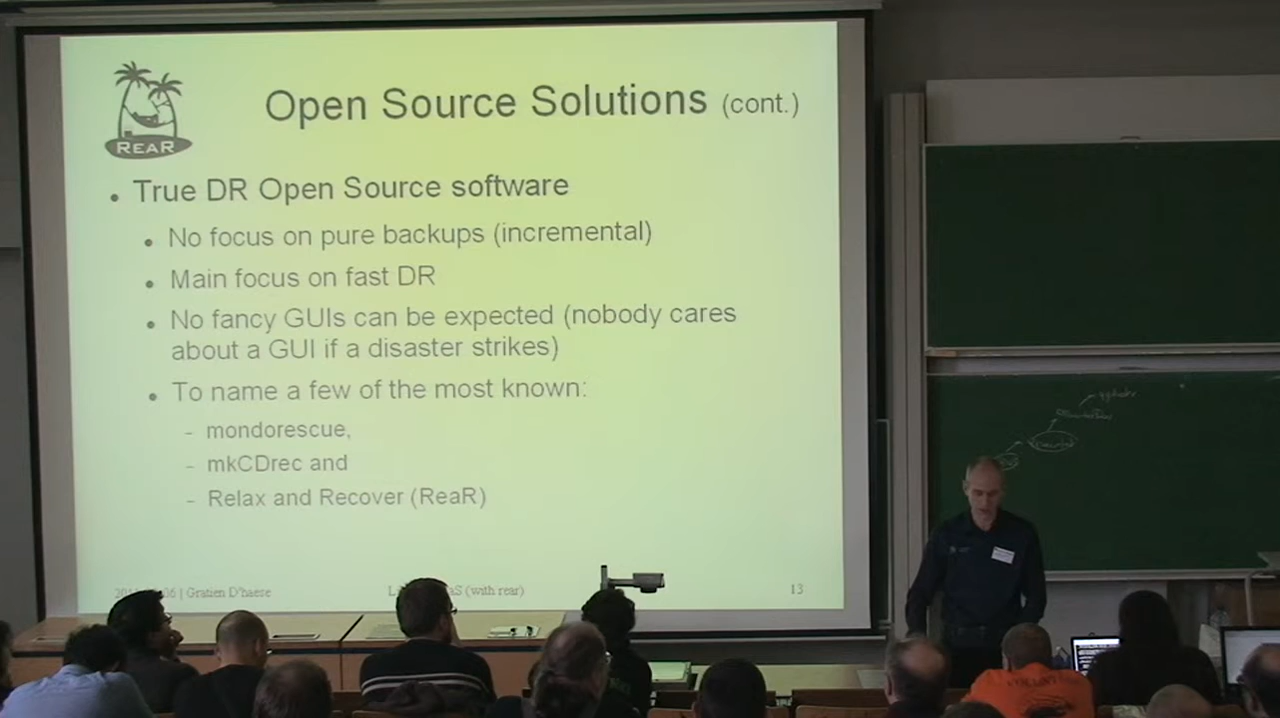 ReaR
Open Source Solutions (cont.)
• True DR Open Source software
• No focus on pure backups (incremental)
• Main focus on fast DR
• No fancy GUIs can be expected (nobody cares
about a GUI if a disaster strikes)
• To name a few of the most known:
- mondorescue,
- mkCDrec and
- Relax and Recover (ReaR)
| Gratien D'haese
(with rear)
13